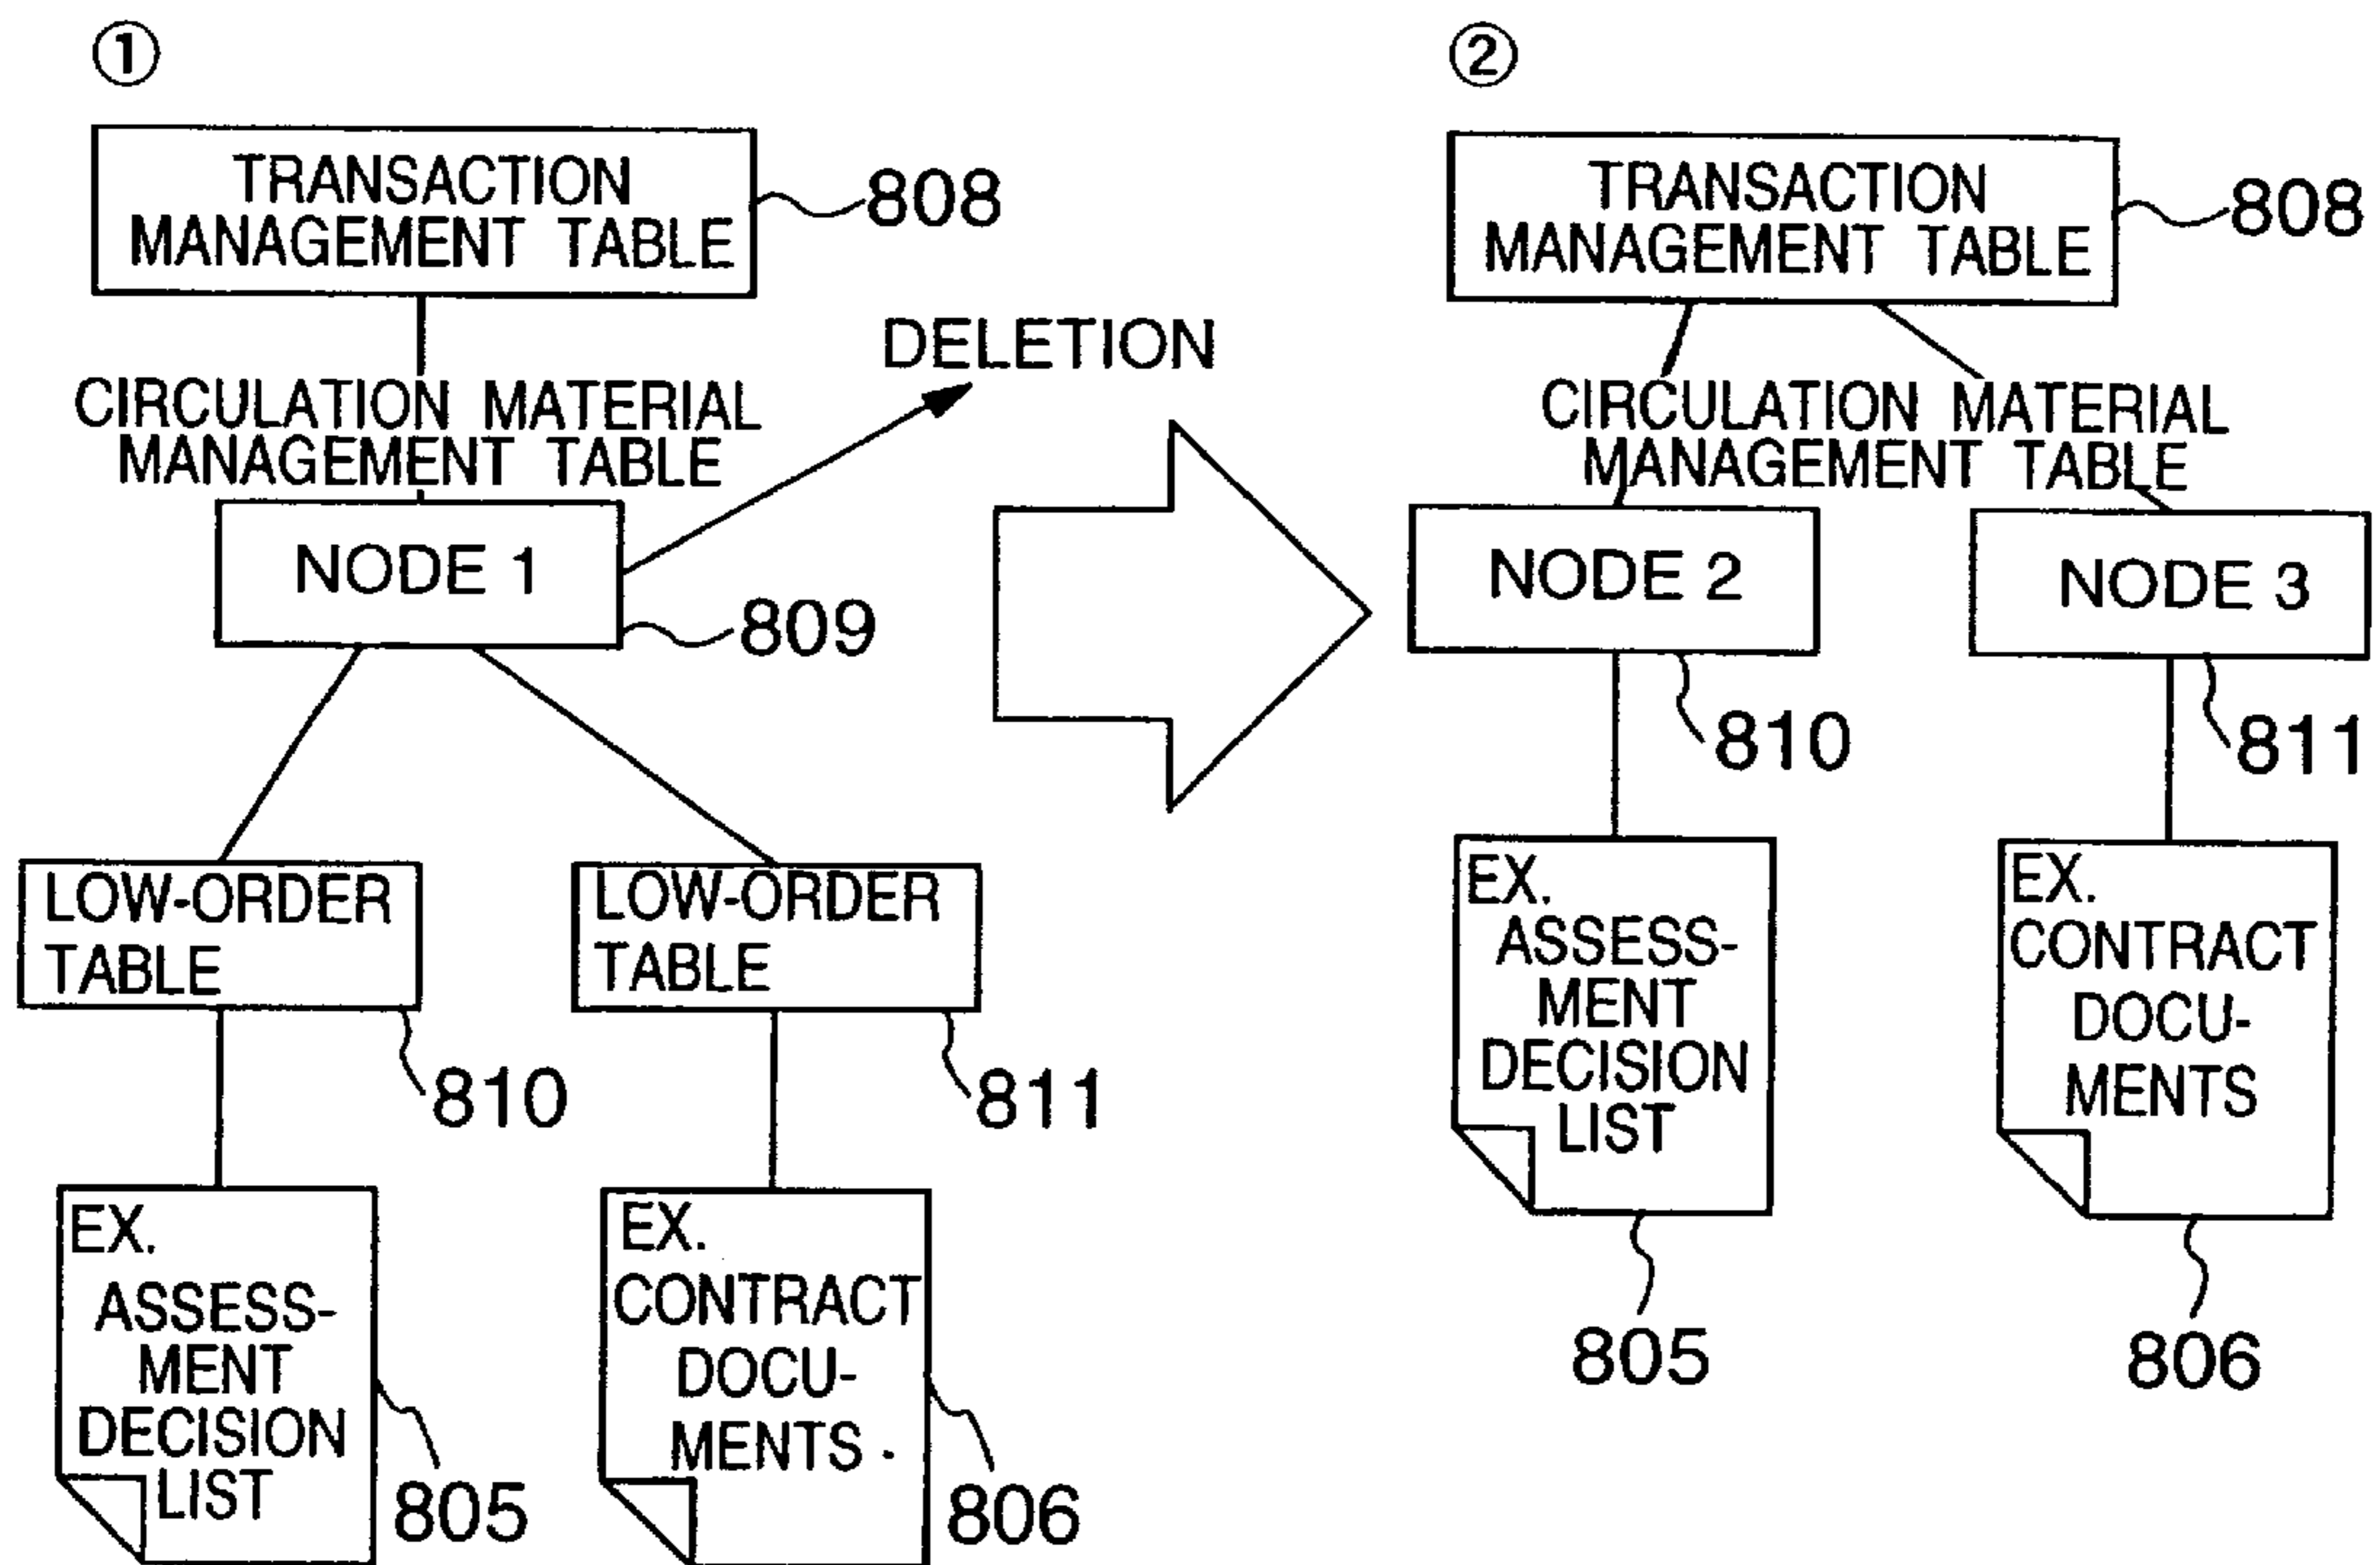 ①
TRANSACTION
MANAGEMENT TABLE
808
CIRCULATION MATERIAL
MANAGEMENT TABLE
DELETION
NODE 1
809
LOW-ORDER
TABLE
810
LOW-ORDER
TABLE
811
EX.
ASSESS-
MENT
DECISION
LIST
805
EX.
CONTRACT
DOCU-
MENTS
806
②
TRANSACTION
MANAGEMENT TABLE
808
CIRCULATION MATERIAL
MANAGEMENT TABLE
NODE 2
810
NODE 3
811
EX.
ASSESS-
MENT
DECISION
LIST
805
EX.
CONTRACT
DOCU-
MENTS
806